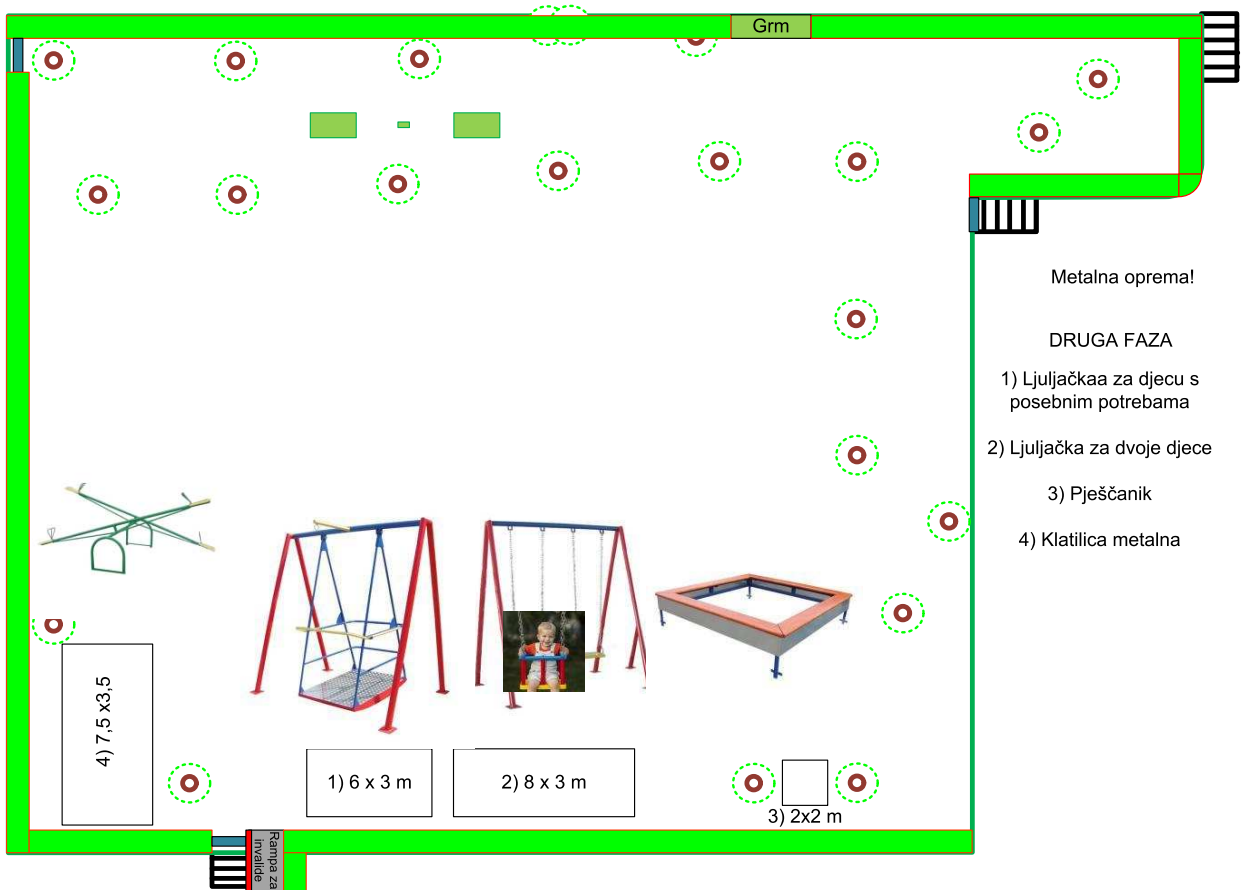 Grm
Metalna oprema!
DRUGA FAZA
1) Ljuljačkaa za djecu s
posebnim potrebama
2) Ljuljačka za dvoje djece
3) Pješčanik
4) Klatilica metalna
4) 7,5 x3,5
1) 6 x 3 m
2) 8 x 3 m
3) 2x2 m
Rampa za
invalide